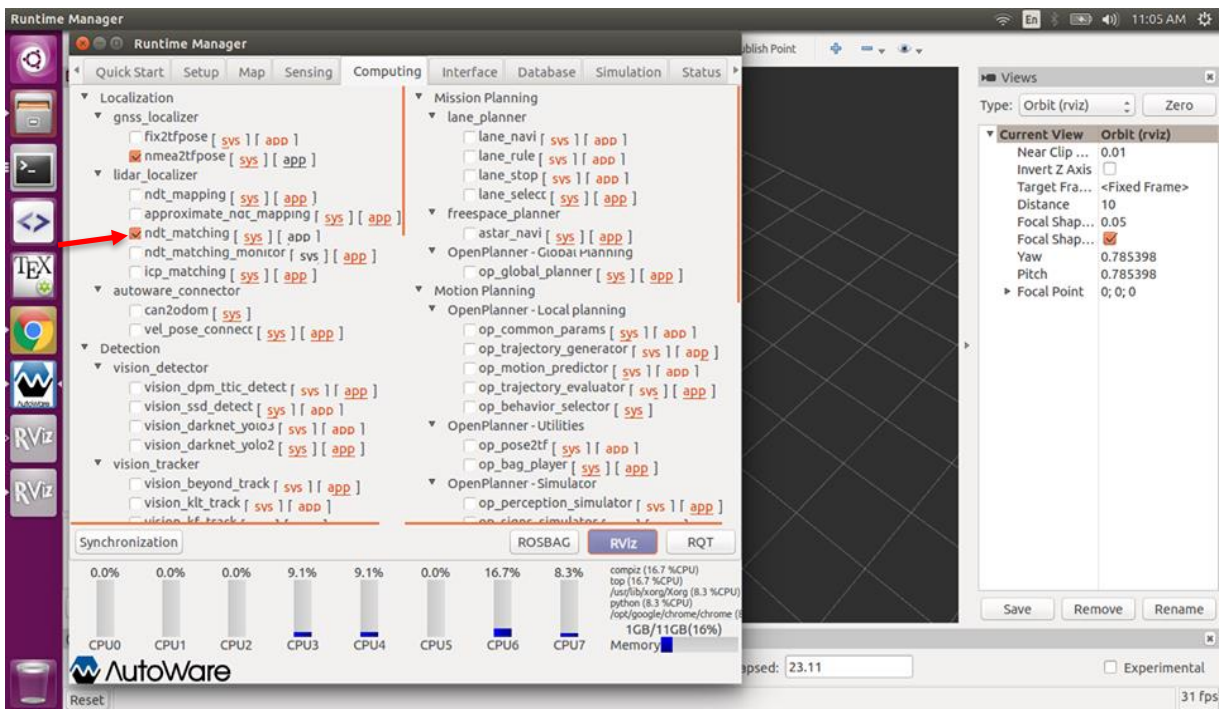 Runtime Manager
En
11:05 AM
Runtime Manager
Publish Point
Quick Start Setup Map Sensing Computing Interface Database Simulation Status
Localization
gnss_localizer
fix2tfpose [ sys ] [ app ]
nmea2tfpose [ sys ] [ app ]
lidar_localizer
ndt_mapping [ sys ] [ app ]
approximate_ndt_mapping [ sys ] [ app ]
ndt_matching [ sys ] [ app ]
ndt_matching_monitor [ sys ] [ app ]
icp_matching [ sys ] [ app ]
autoware_connector
can2odom [ sys ]
vel_pose_connect [ sys ] [ app ]
Detection
vision_detector
vision_dpm_ttic_detect [ sys ] [ app ]
vision_ssd_detect [ sys ] [ app ]
vision_darknet_yolo3 [ sys ] [ app ]
vision_darknet_yolo2 [ sys ] [ app ]
vision_tracker
vision_beyond_track [ sys ] [ app ]
vision_klt_track [ sys ] [ app ]
Mission Planning
lane_planner
lane_navi [ sys ] [ app ]
lane_rule [ sys ] [ app ]
lane_stop [ sys ] [ app ]
lane_select [ sys ] [ app ]
freespace_planner
astar_navi [ sys ] [ app ]
OpenPlanner - Global Planning
op_global_planner [ sys ] [ app ]
Motion Planning
OpenPlanner - Local planning
op_common_params [ sys ] [ app ]
op_trajectory_generator [ sys ] [ app ]
op_motion_predictor [ sys ] [ app ]
op_trajectory_evaluator [ sys ] [ app ]
op_behavior_selector [ sys ]
OpenPlanner - Utilities
op_pose2tf [ sys ] [ app ]
op_bag_player [ sys ] [ app ]
OpenPlanner - Simulator
op_perception_simulator [ sys ] [ app ]
Synchronization ROSBAG RViz RQT
0.0% 0.0% 0.0% 9.1% 9.1% 0.0% 16.7% 8.3%
CPU0 CPU1 CPU2 CPU3 CPU4 CPU5 CPU6 CPU7
compiz (16.7 %CPU)
top (16.7 %CPU)
/usr/lib/xorg/Xorg (8.3 %CPU)
python (8.3 %CPU)
/opt/google/chrome/chrome (8
1GB/11GB(16%)
Memory
AutoWare
Reset
Views
Type: Orbit (rviz) Zero
Current View Orbit (rviz)
Near Clip ... 0.01
Invert Z Axis
Target Fra... <Fixed Frame>
Distance 10
Focal Shap... 0.05
Focal Shap...
Yaw 0.785398
Pitch 0.785398
Focal Point 0; 0; 0
Save Remove Rename
apsed: 23.11
Experimental
31 fps
TEX
Autoware
RViz
RViz